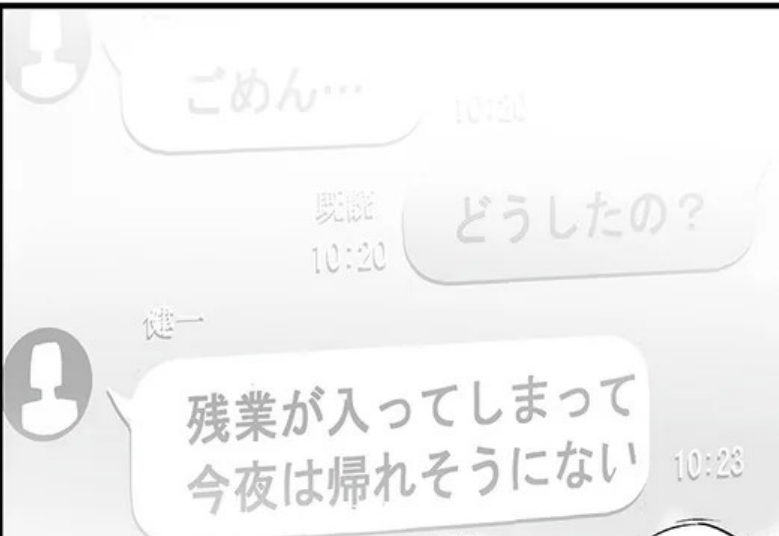 ごめん…
10:20
既読
10:20
どうしたの?
健一
残業が入ってしまって
今夜は帰れそうにない
10:23